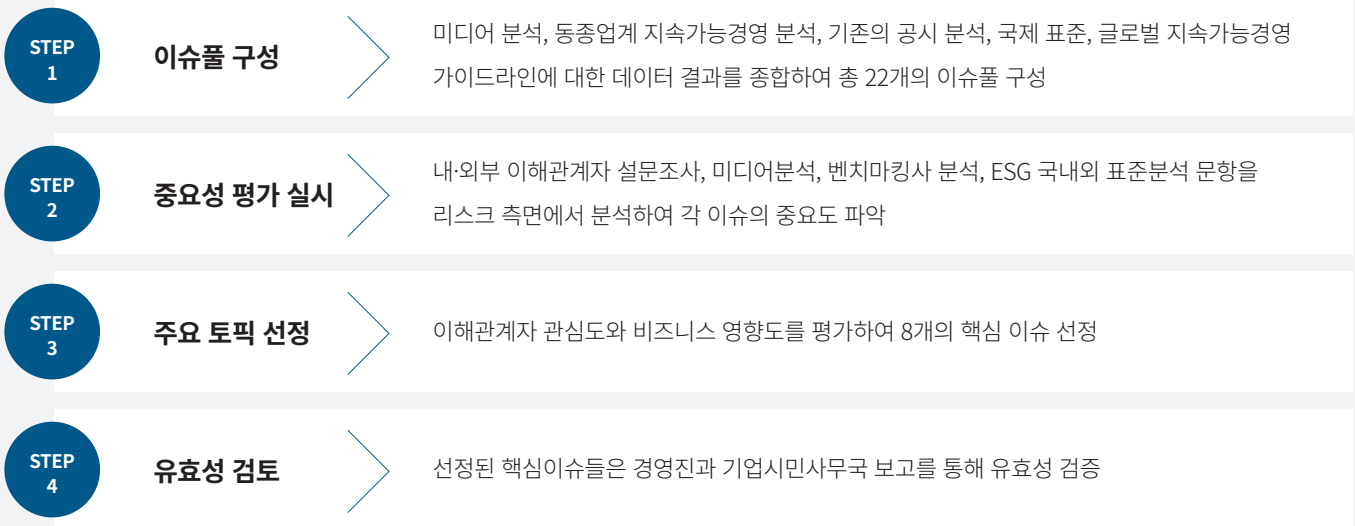 STEP
1
이슈풀 구성
미디어 분석, 동종업계 지속가능경영 분석, 기존의 공시 분석, 국제 표준, 글로벌 지속가능경영
가이드라인에 대한 데이터 결과를 종합하여 총 22개의 이슈풀 구성
STEP
2
중요성 평가 실시
내·외부 이해관계자 설문조사, 미디어분석, 벤치마킹사 분석, ESG 국내외 표준분석 문항을
리스크 측면에서 분석하여 각 이슈의 중요도 파악
STEP
3
주요 토픽 선정
이해관계자 관심도와 비즈니스 영향도를 평가하여 8개의 핵심 이슈 선정
STEP
4
유효성 검토
선정된 핵심이슈들은 경영진과 기업시민사무국 보고를 통해 유효성 검증